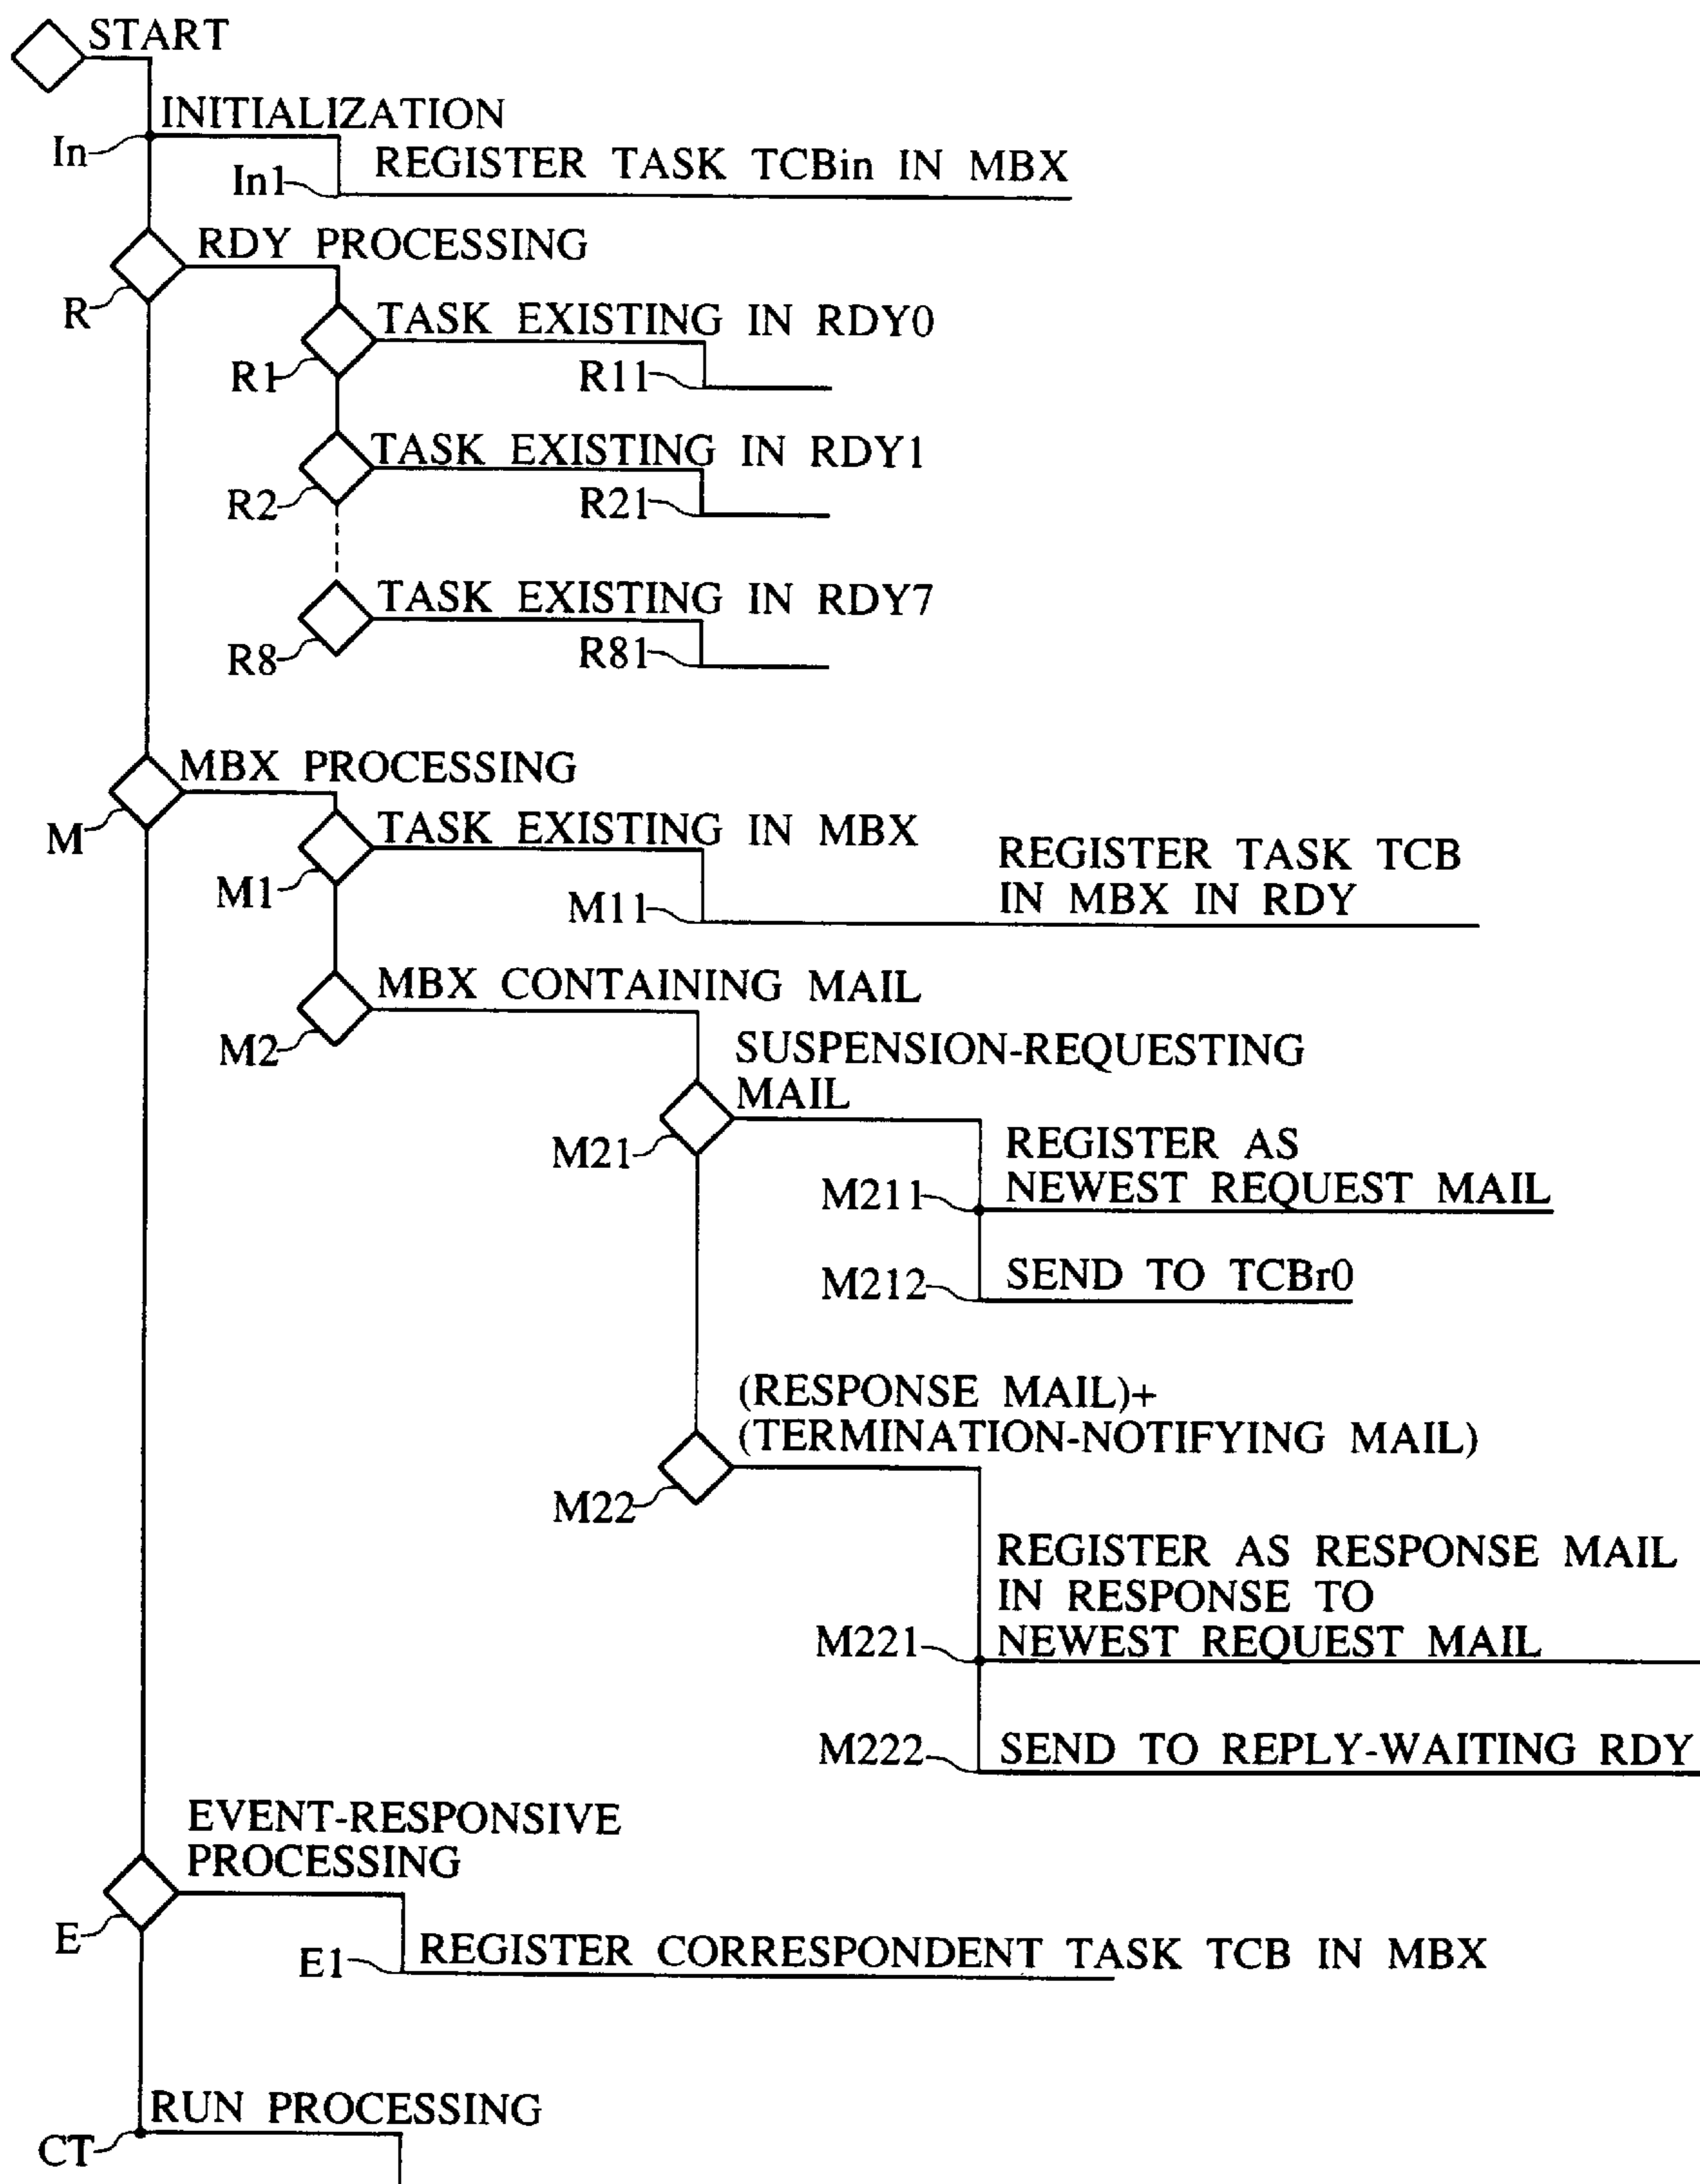 START
INITIALIZATION
In
REGISTER TASK TCBin IN MBX
In1
RDY PROCESSING
R
TASK EXISTING IN RDY0
R1
R11
TASK EXISTING IN RDY1
R2
R21
TASK EXISTING IN RDY7
R8
R81
MBX PROCESSING
M
TASK EXISTING IN MBX
M1
REGISTER TASK TCB
IN MBX IN RDY
M11
MBX CONTAINING MAIL
M2
SUSPENSION-REQUESTING
MAIL
M21
REGISTER AS
NEWEST REQUEST MAIL
M211
SEND TO TCBr0
M212
(RESPONSE MAIL)+
(TERMINATION-NOTIFYING MAIL)
M22
REGISTER AS RESPONSE MAIL
IN RESPONSE TO
NEWEST REQUEST MAIL
M221
SEND TO REPLY-WAITING RDY
M222
EVENT-RESPONSIVE
PROCESSING
E
REGISTER CORRESPONDENT TASK TCB IN MBX
E1
RUN PROCESSING
CT